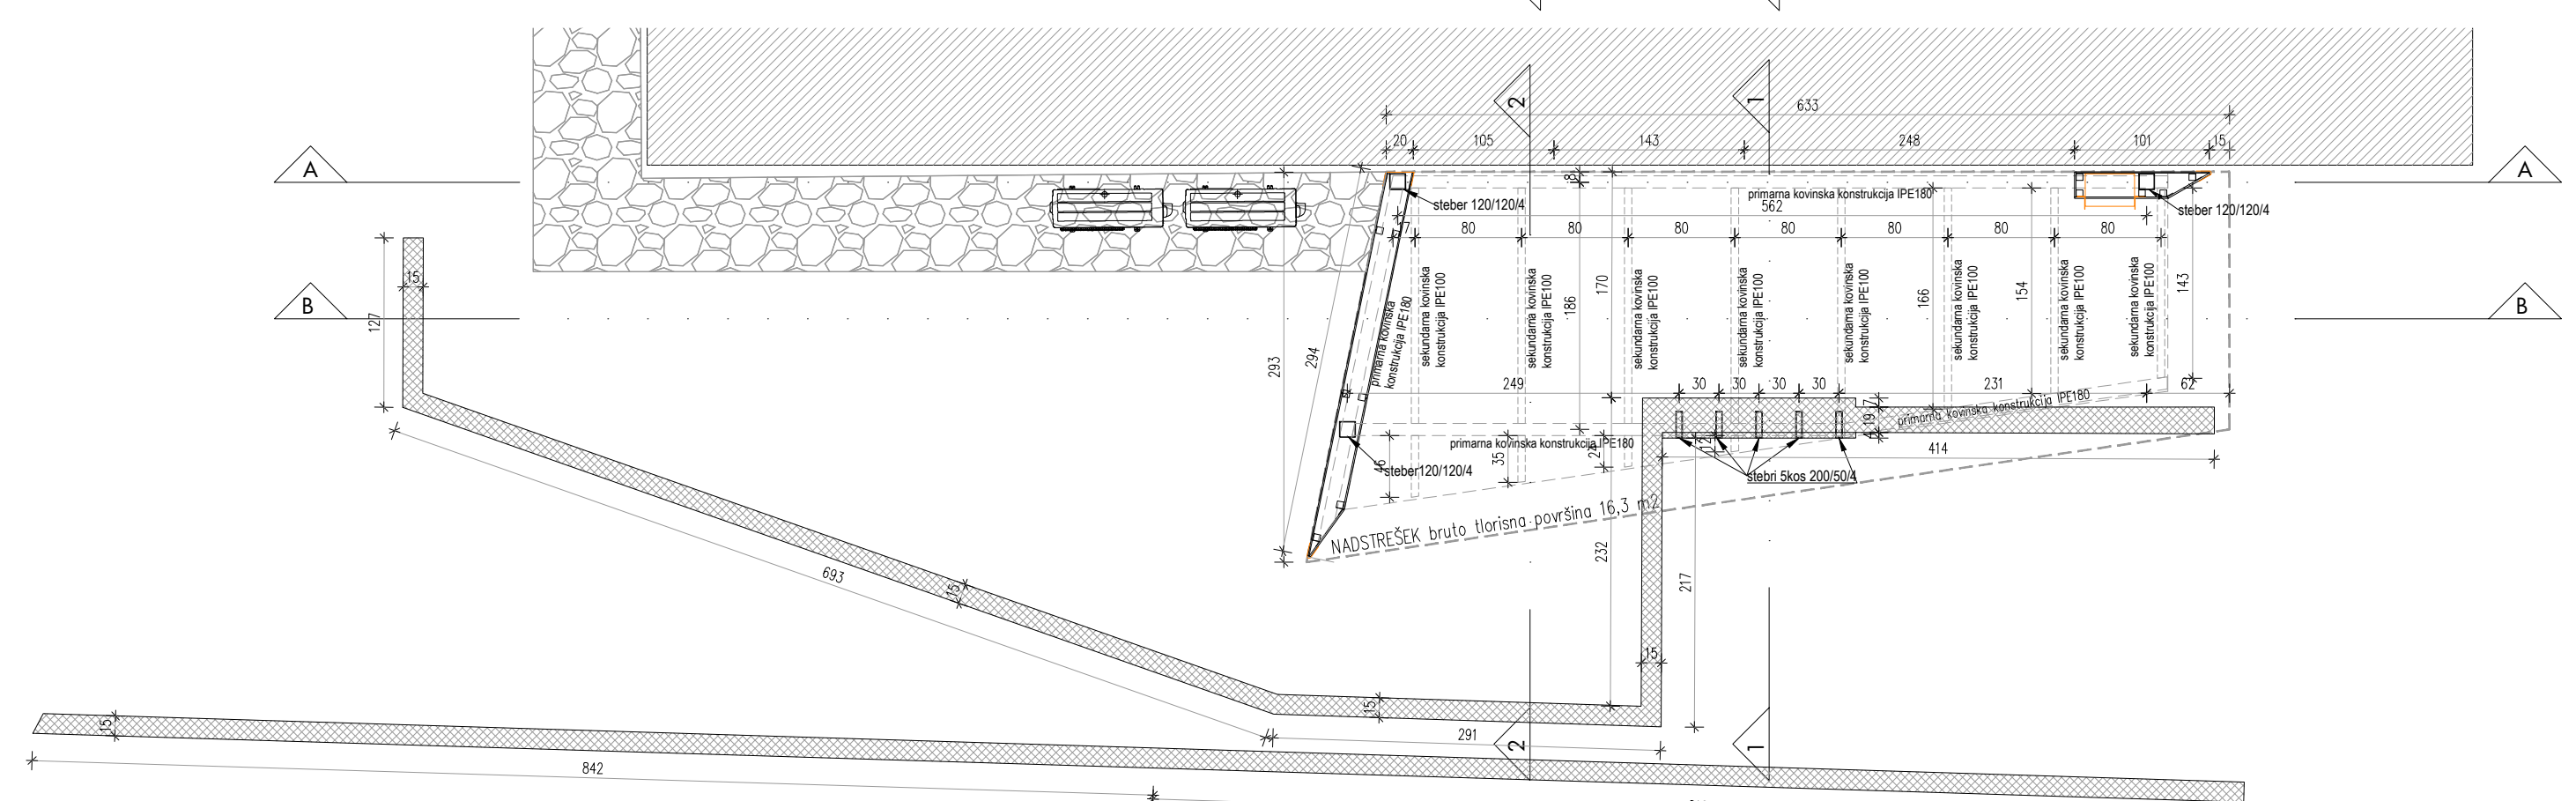 2
1
633
20
105
143
248
101
15
A
A
8
primarna kovinska konstrukcija IPE180
steber 120/120/4
562
steber 120/120/4
7
80
80
80
80
80
80
80
15
127
B
B
sekundarna kovinska
konstrukcija IPE100
sekundarna kovinska
konstrukcija IPE100
sekundarna kovinska
konstrukcija IPE100
sekundarna kovinska
konstrukcija IPE100
sekundarna kovinska
konstrukcija IPE100
sekundarna kovinska
konstrukcija IPE100
sekundarna kovinska
konstrukcija IPE100
sekundarna kovinska
konstrukcija IPE100
primarna kovinska
konstrukcija IPE180
186
170
166
154
143
293
294
249
30
30
30
30
231
62
7
19
primarna kovinska konstrukcija IPE180
primarna kovinska konstrukcija IPE180
46
35
24
12
414
steber120/120/4
stebri 5kos 200/50/4
NADSTREŠEK bruto tlorisna površina 16,3 m2
232
217
693
15
15
15
15
291
2
1
842